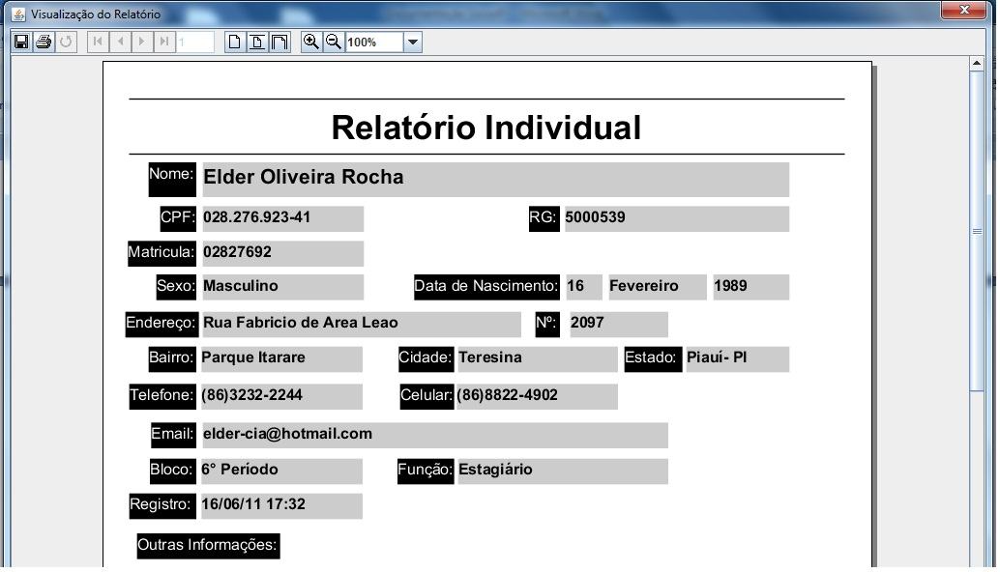 Visualização do Relatório
1
100%
Relatório Individual
Nome: Elder Oliveira Rocha
CPF: 028.276.923-41 RG: 5000539
Matricula: 02827692
Sexo: Masculino Data de Nascimento: 16 Fevereiro 1989
Endereço: Rua Fabricio de Area Leao Nº: 2097
Bairro: Parque Itarare Cidade: Teresina Estado: Piauí- PI
Telefone: (86)3232-2244 Celular: (86)8822-4902
Email: elder-cia@hotmail.com
Bloco: 6° Período Função: Estagiário
Registro: 16/06/11 17:32
Outras Informações: